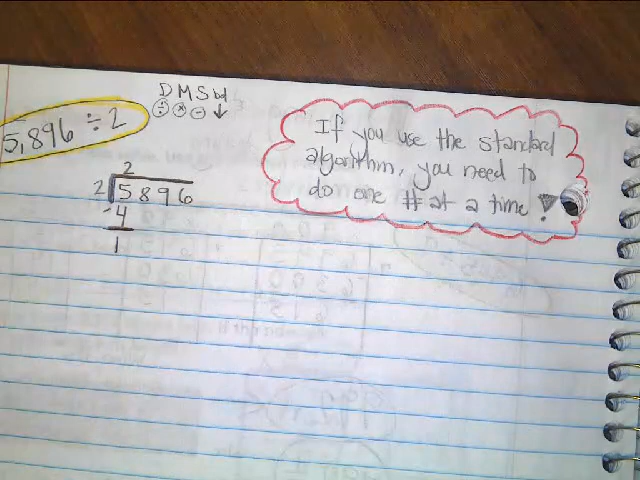 D M S bd
÷ × − ↓
5,896 ÷ 2
If you use the standard
algorithm, you need to
do one # at a time!
2
2 5896
-4
1